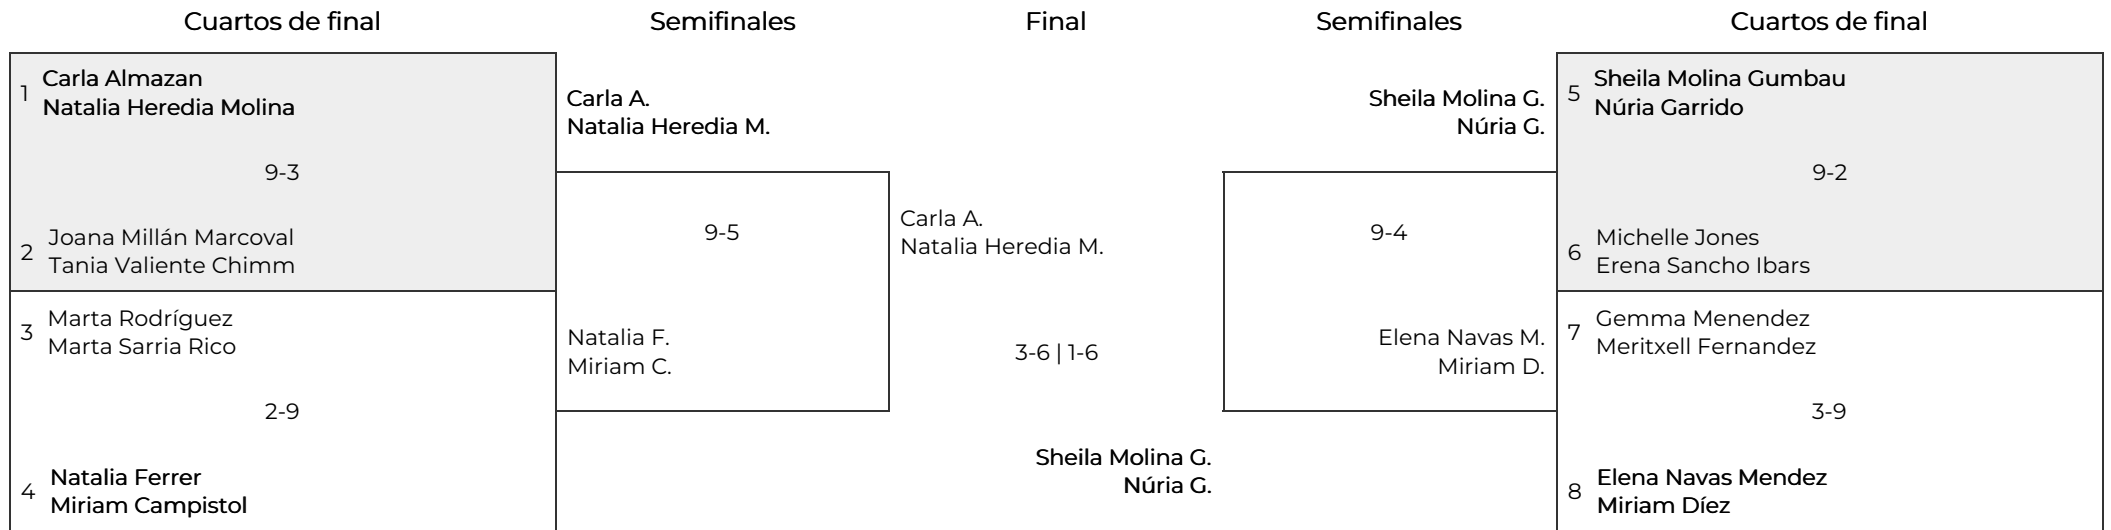 Cuartos de final
Semifinales
Final
Semifinales
Cuartos de final
1
Carla Almazan
Natalia Heredia Molina
9-3
2
Joana Millán Marcoval
Tania Valiente Chimm
3
Marta Rodríguez
Marta Sarria Rico
2-9
4
Natalia Ferrer
Miriam Campistol
Carla A.
Natalia Heredia M.
9-5
Natalia F.
Miriam C.
Carla A.
Natalia Heredia M.
3-6 | 1-6
Sheila Molina G.
Núria G.
Sheila Molina G.
Núria G.
9-4
Elena Navas M.
Miriam D.
5
Sheila Molina Gumbau
Núria Garrido
9-2
6
Michelle Jones
Erena Sancho Ibars
7
Gemma Menendez
Meritxell Fernandez
3-9
8
Elena Navas Mendez
Miriam Díez